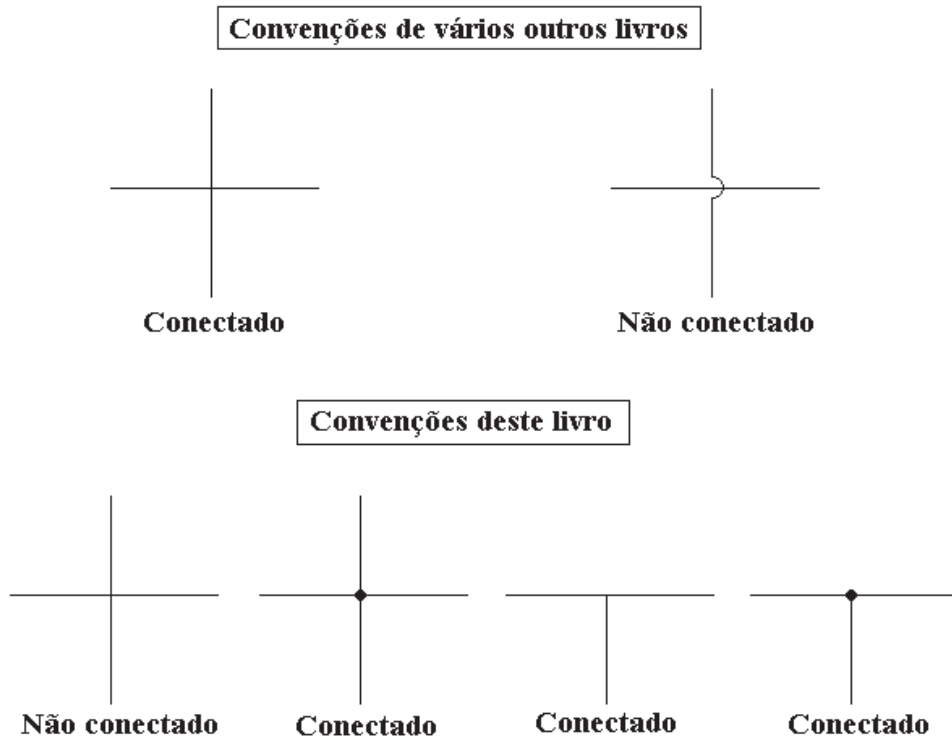 Convenções de vários outros livros
Conectado
Não conectado
Convenções deste livro
Não conectado
Conectado
Conectado
Conectado